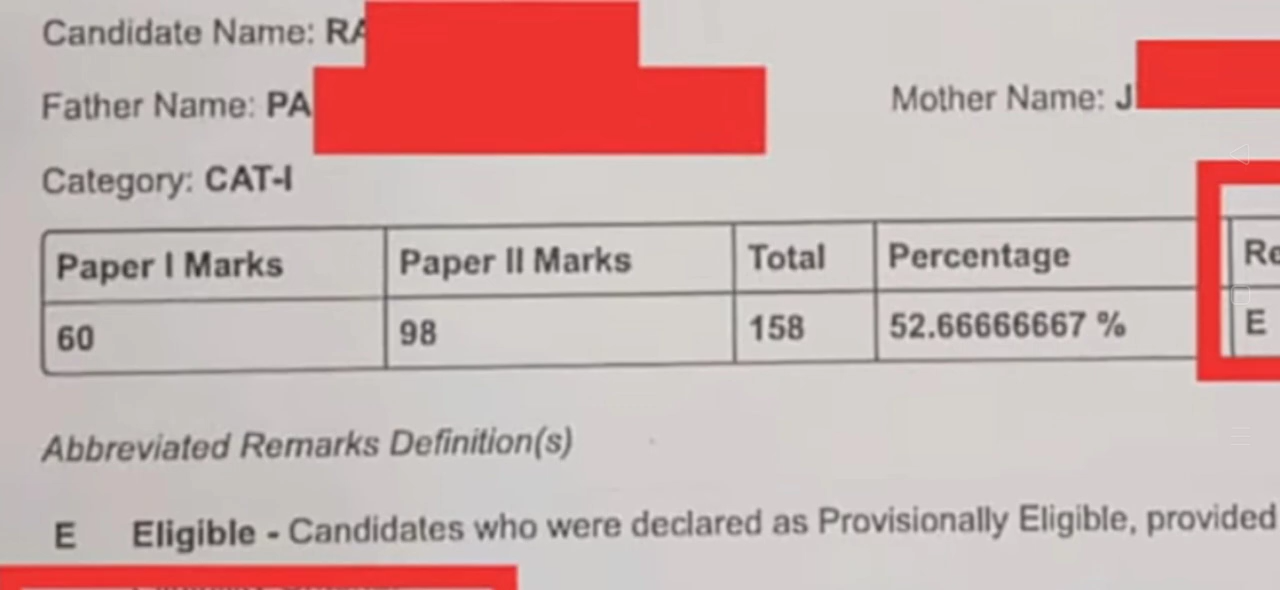 Candidate Name: RA
Father Name: PA
Mother Name: J
Category: CAT-I
Paper I Marks Paper II Marks Total Percentage Re
60 98 158 52.66666667 % E
Abbreviated Remarks Definition(s)
E Eligible - Candidates who were declared as Provisionally Eligible, provided